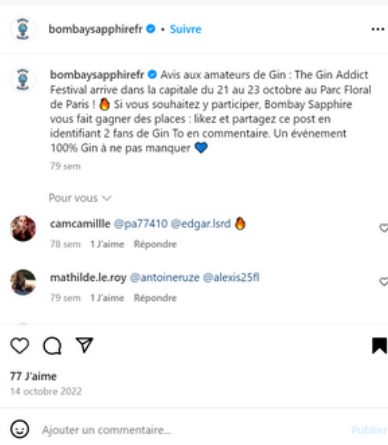 bombaysapphirefr • Suivre
bombaysapphirefr Avis aux amateurs de Gin : The Gin Addict
Festival arrive dans la capitale du 21 au 23 octobre au Parc Floral
de Paris ! 🔥 Si vous souhaitez y participer, Bombay Sapphire
vous fait gagner des places : likez et partagez ce post en
identifiant 2 fans de Gin To en commentaire. Un événement
100% Gin à ne pas manquer 💙
79 sem
Pour vous
camcamillle @pa77410 @edgar.lsrd 🔥
78 sem 1 J'aime Répondre
mathilde.le.roy @antoineruze @alexis25fl
79 sem 1 J'aime Répondre
77 J'aime
14 octobre 2022
Ajouter un commentaire... Publier